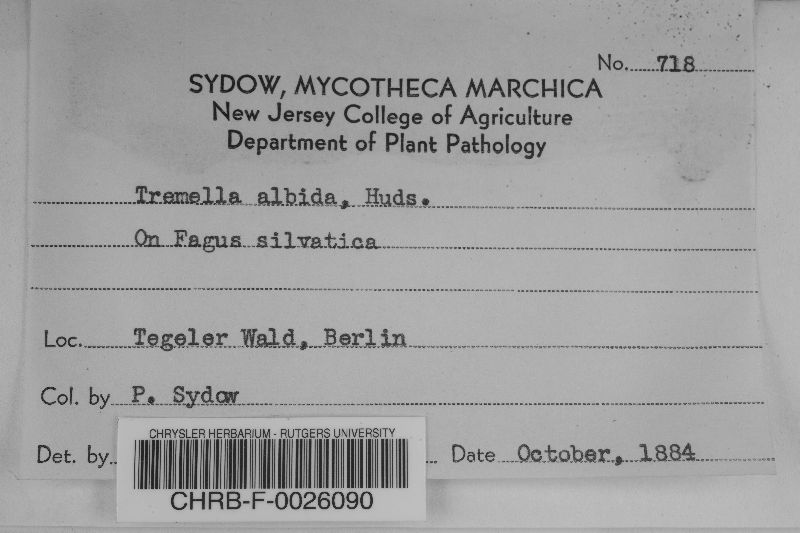 No. 718
SYDOW, MYCOTHECA MARCHICA
New Jersey College of Agriculture
Department of Plant Pathology
Tremella albida, Huds.
On Fagus silvatica
Loc. Tegeler Wald, Berlin
Col. by P. Sydow
Det. by Date October, 1884
CHRYSLER HERBARIUM - RUTGERS UNIVERSITY
CHRB-F-0026090